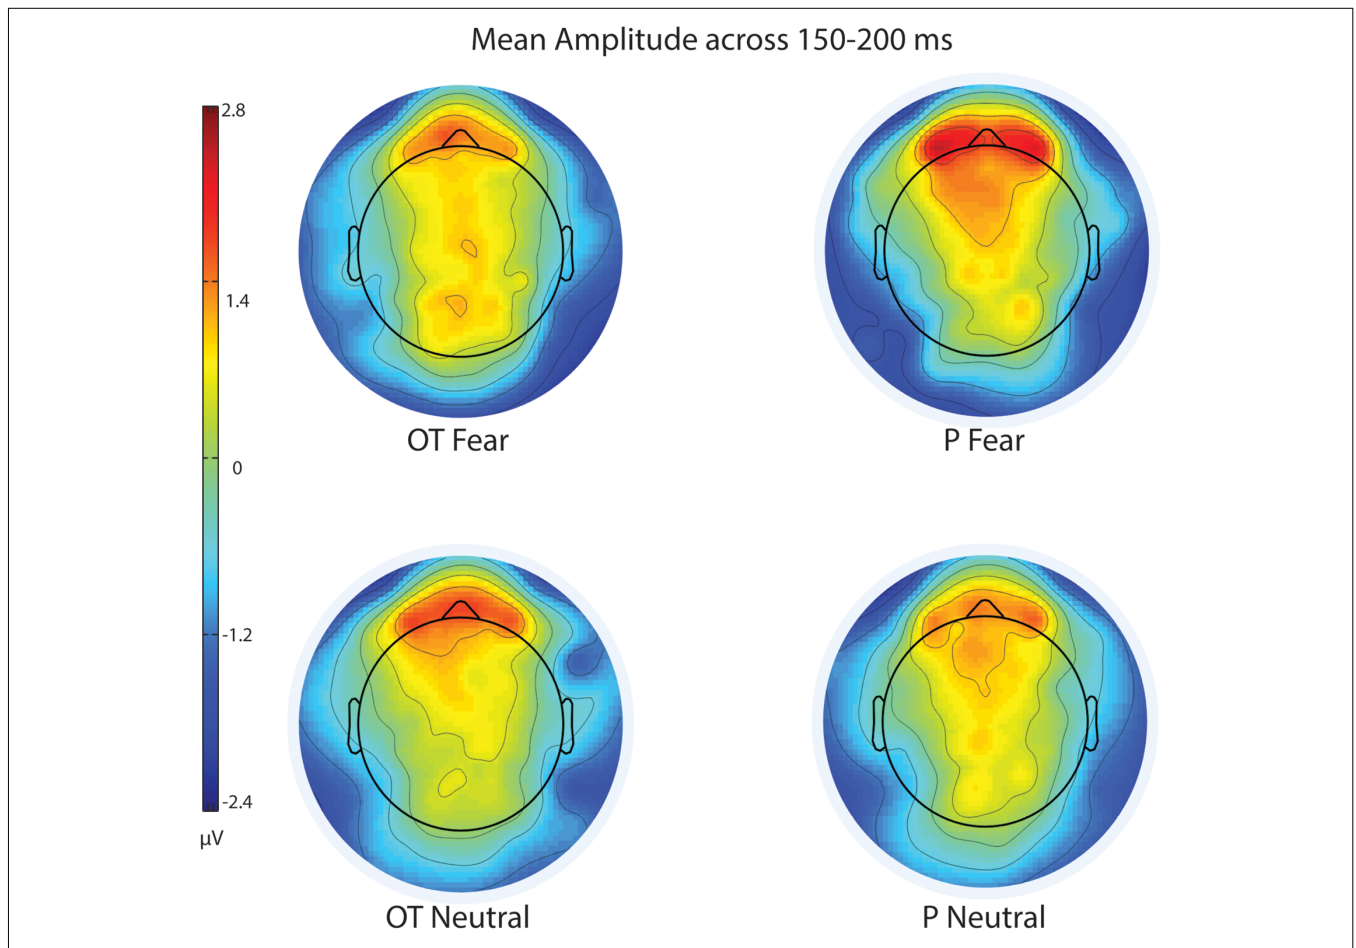 Mean Amplitude across 150-200 ms
2.8
1.4
0
-1.2
-2.4
μV
OT Fear
P Fear
OT Neutral
P Neutral